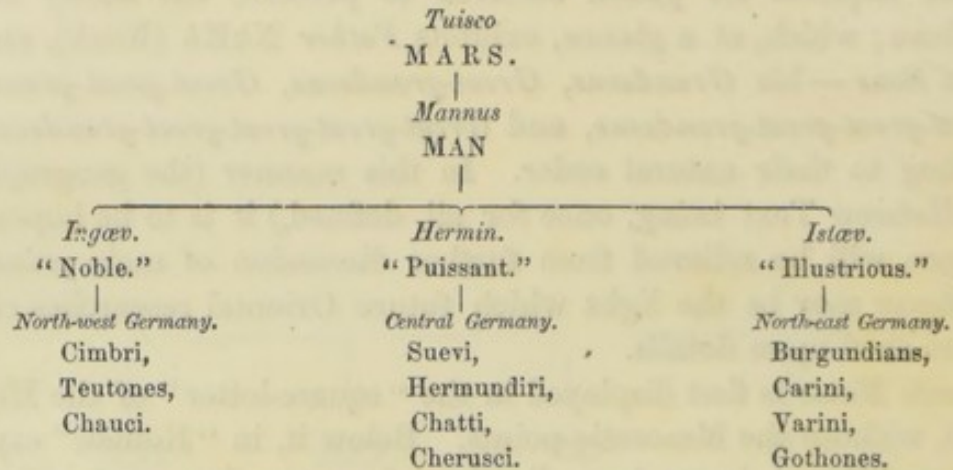 Tuisco
MARS.
Mannus
MAN
Ingæv. Hermin. Istæv.
“Noble.” “Puissant.” “Illustrious.”
North-west Germany. Central Germany. North-east Germany.
Cimbri, Suevi, Burgundians,
Teutones, Hermundiri, Carini,
Chauci. Chatti, Varini,
Cherusci. Gothones.